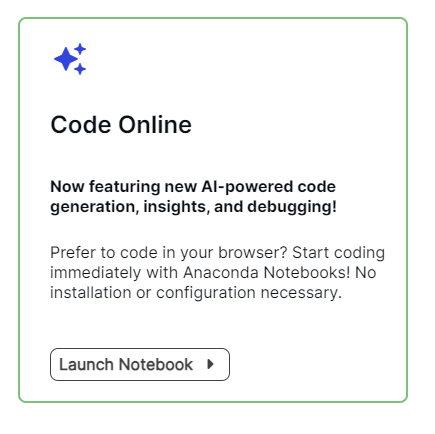 Code Online
Now featuring new AI-powered code
generation, insights, and debugging!
Prefer to code in your browser? Start coding
immediately with Anaconda Notebooks! No
installation or configuration necessary.
Launch Notebook